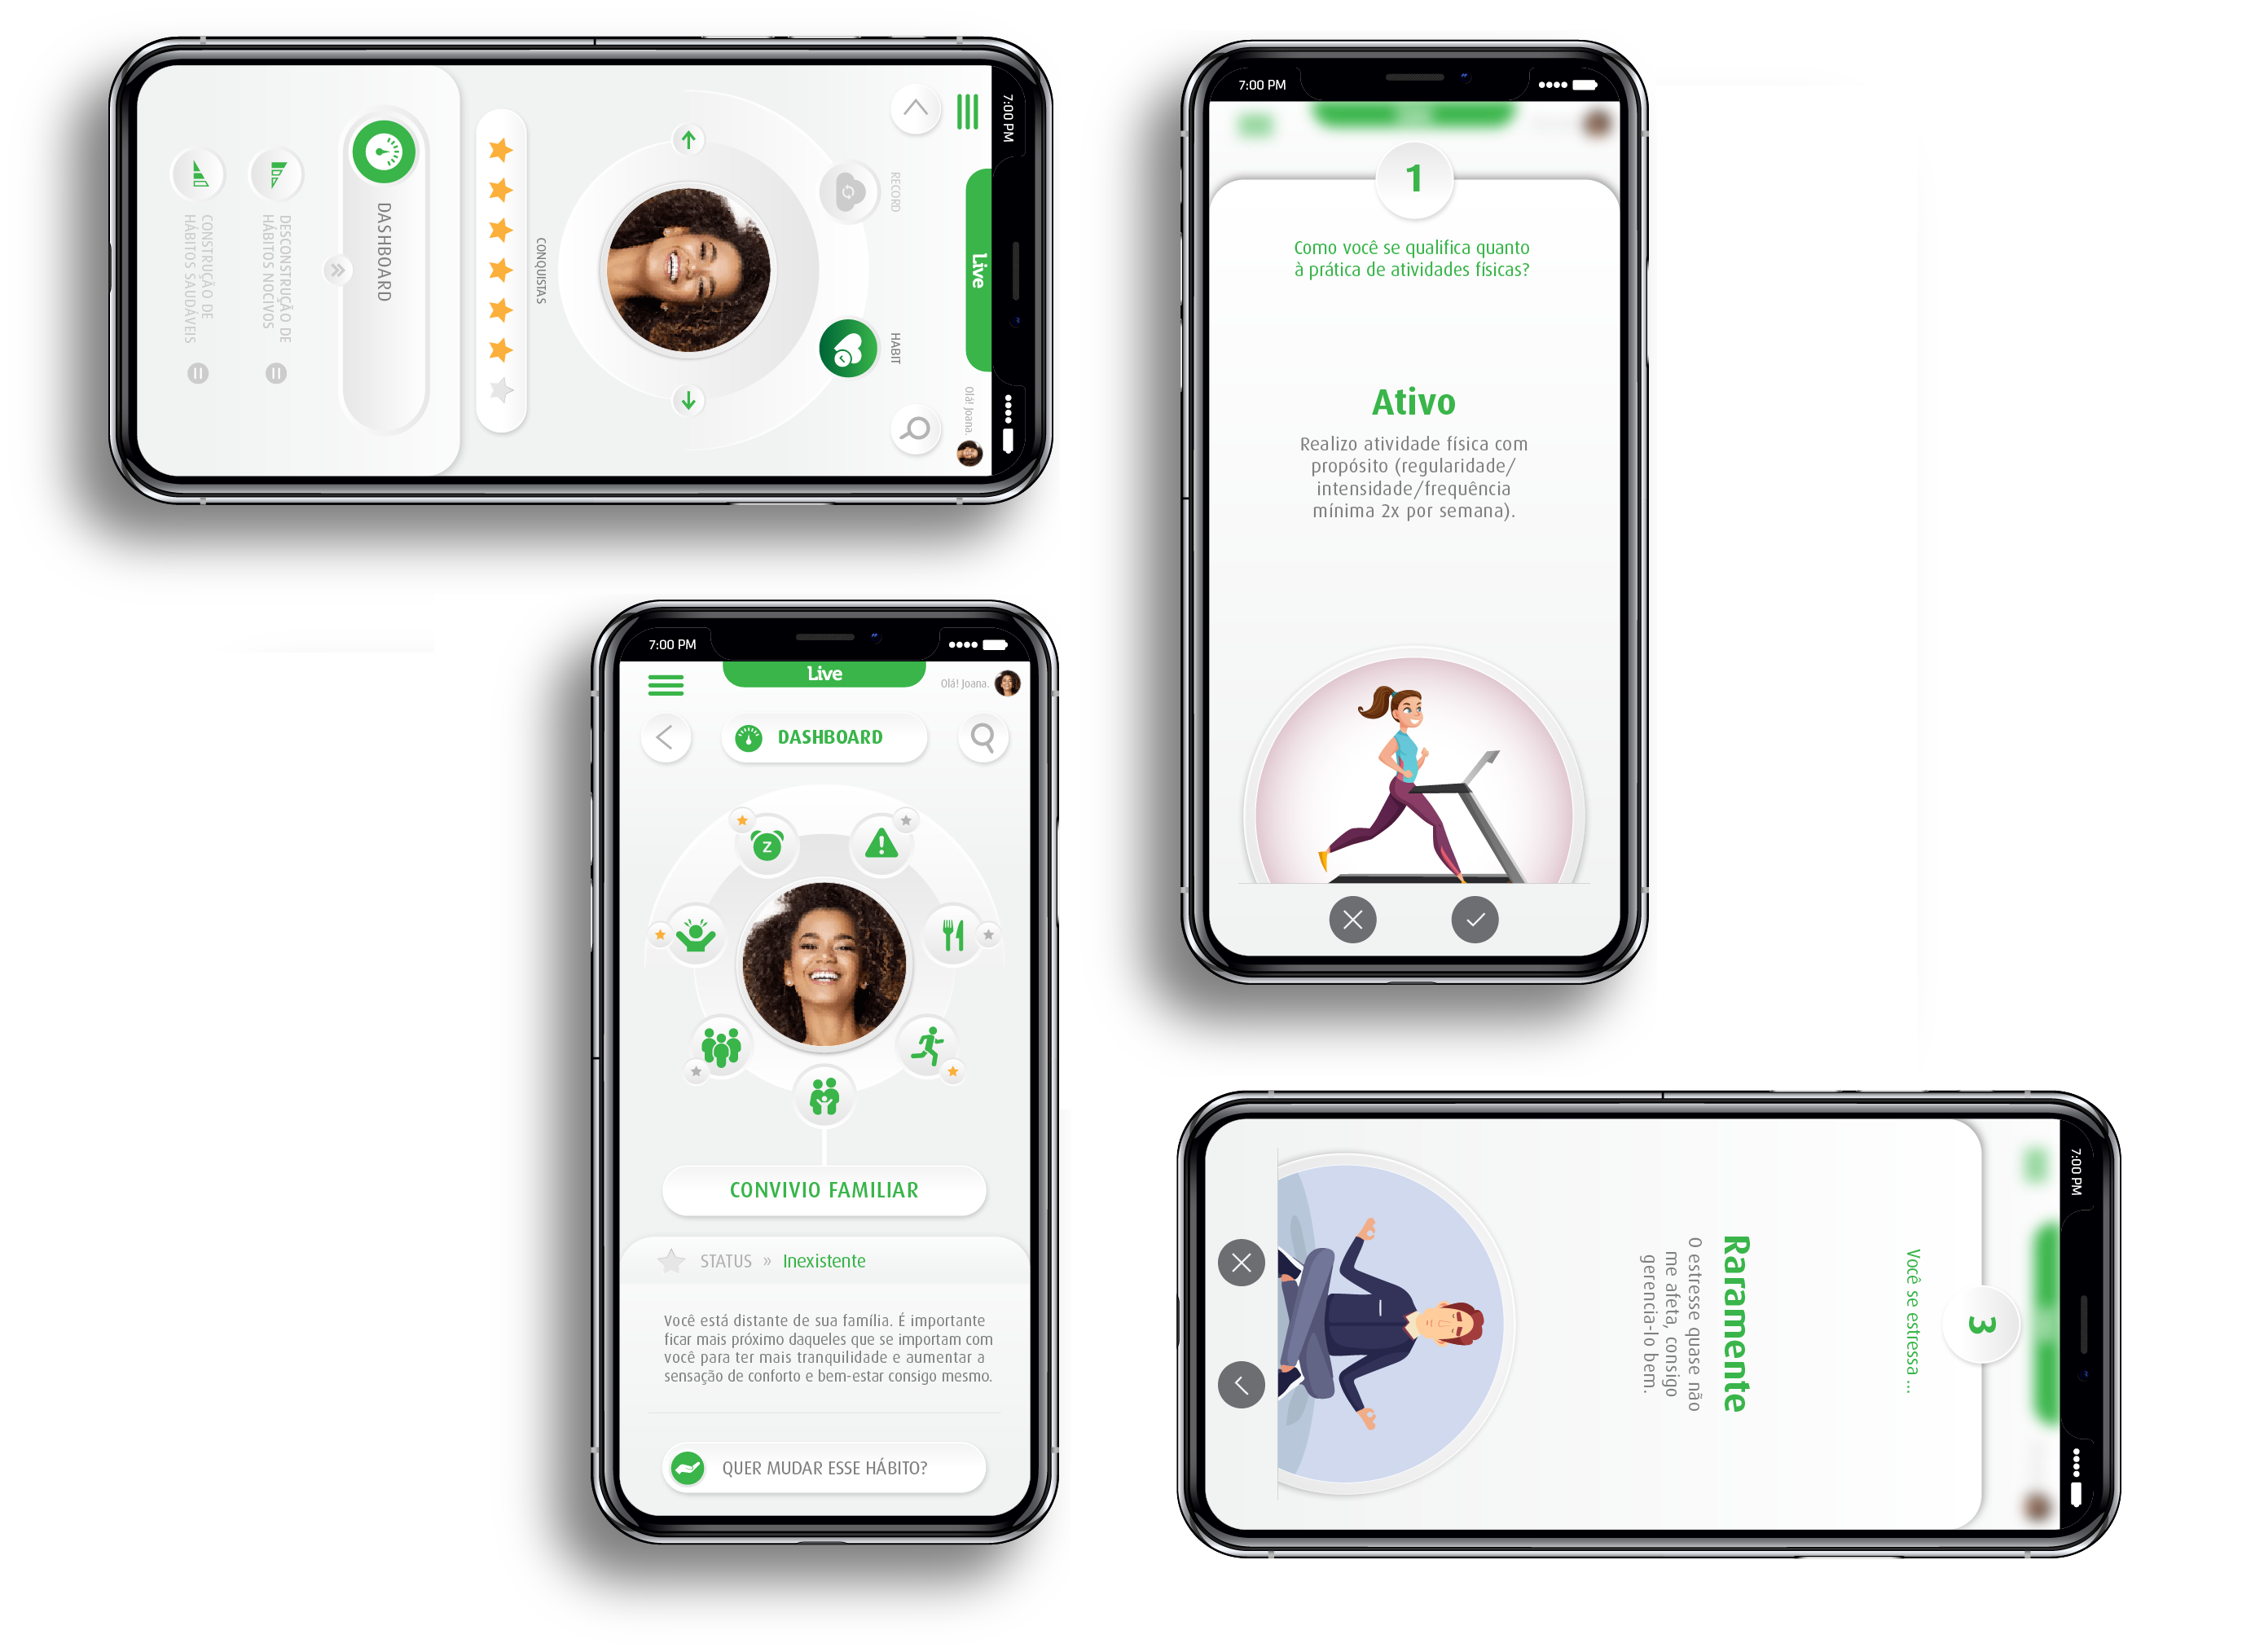 7:00 PM
Live
Olá! Joana.
RECORD
HABIT
CONQUISTAS
DASHBOARD
DESCONSTRUÇÃO DE
HÁBITOS NOCIVOS
CONSTRUÇÃO DE
HÁBITOS SAUDÁVEIS
7:00 PM
1
Como você se qualifica quanto
à prática de atividades físicas?
Ativo
Realizo atividade física com
propósito (regularidade/
intensidade/frequência
mínima 2x por semana).
7:00 PM
Live
Olá! Joana.
DASHBOARD
Z
CONVIVIO FAMILIAR
STATUS » Inexistente
Você está distante de sua família. É importante
ficar mais próximo daqueles que se importam com
você para ter mais tranquilidade e aumentar a
sensação de conforto e bem-estar consigo mesmo.
QUER MUDAR ESSE HÁBITO?
7:00 PM
3
Você se estressa ...
Raramente
O estresse quase não
me afeta, consigo
gerencia-lo bem.